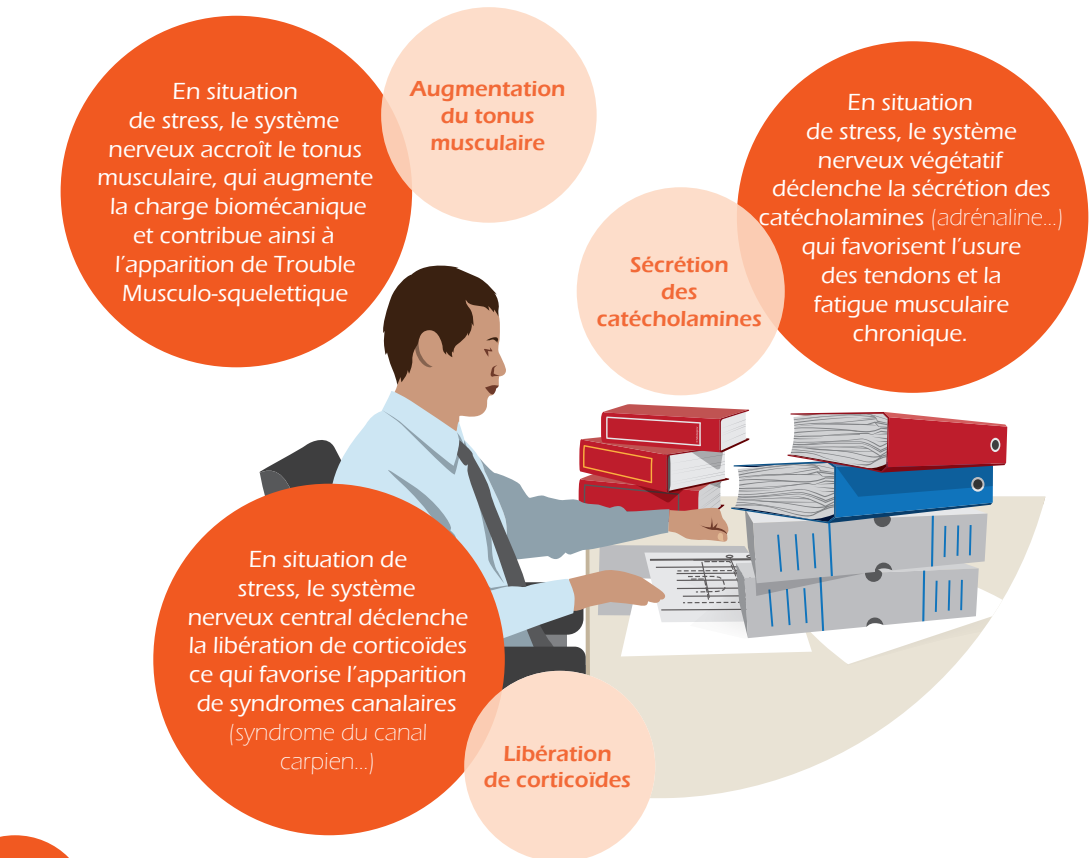 En situation
de stress, le système
nerveux accroît le tonus
musculaire, qui augmente
la charge biomécanique
et contribue ainsi à
l'apparition de Trouble
Musculo-squelettique
Augmentation
du tonus
musculaire
En situation
de stress, le système
nerveux végétatif
déclenche la sécrétion des
catécholamines (adrénaline...)
qui favorisent l'usure
des tendons et la
fatigue musculaire
chronique.
Sécrétion
des
catécholamines
En situation de
stress, le système
nerveux central déclenche
la libération de corticoïdes
ce qui favorise l'apparition
de syndromes canalaires
(syndrome du canal
carpien...)
Libération
de corticoïdes